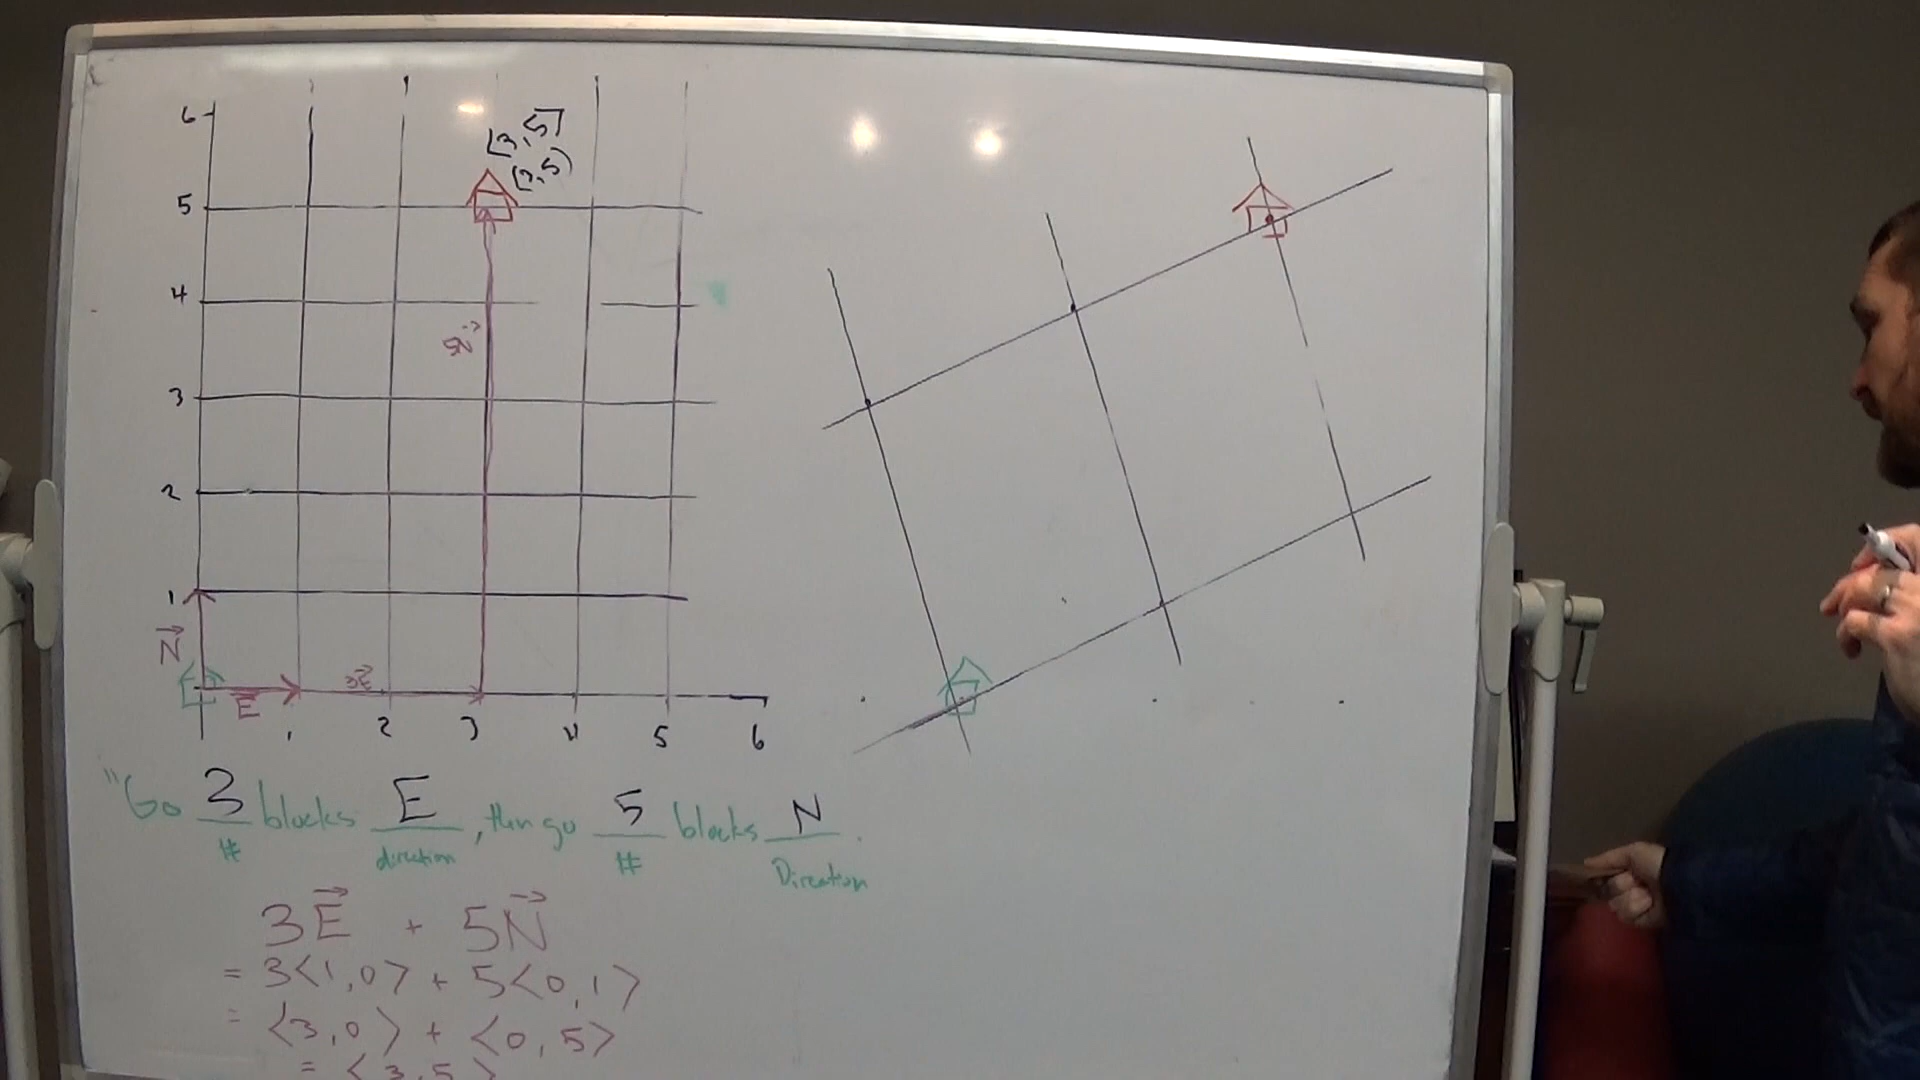 6
[3,5]
(3,5)
5
4
5N
3
2
1
N
E
3E
1 2 3 4 5 6
"Go 3 blocks E, then go 5 blocks N.
# direction # Direction
3E + 5N
= 3<1,0> + 5<0,1>
= <3,0> + <0,5>
= <3,5>